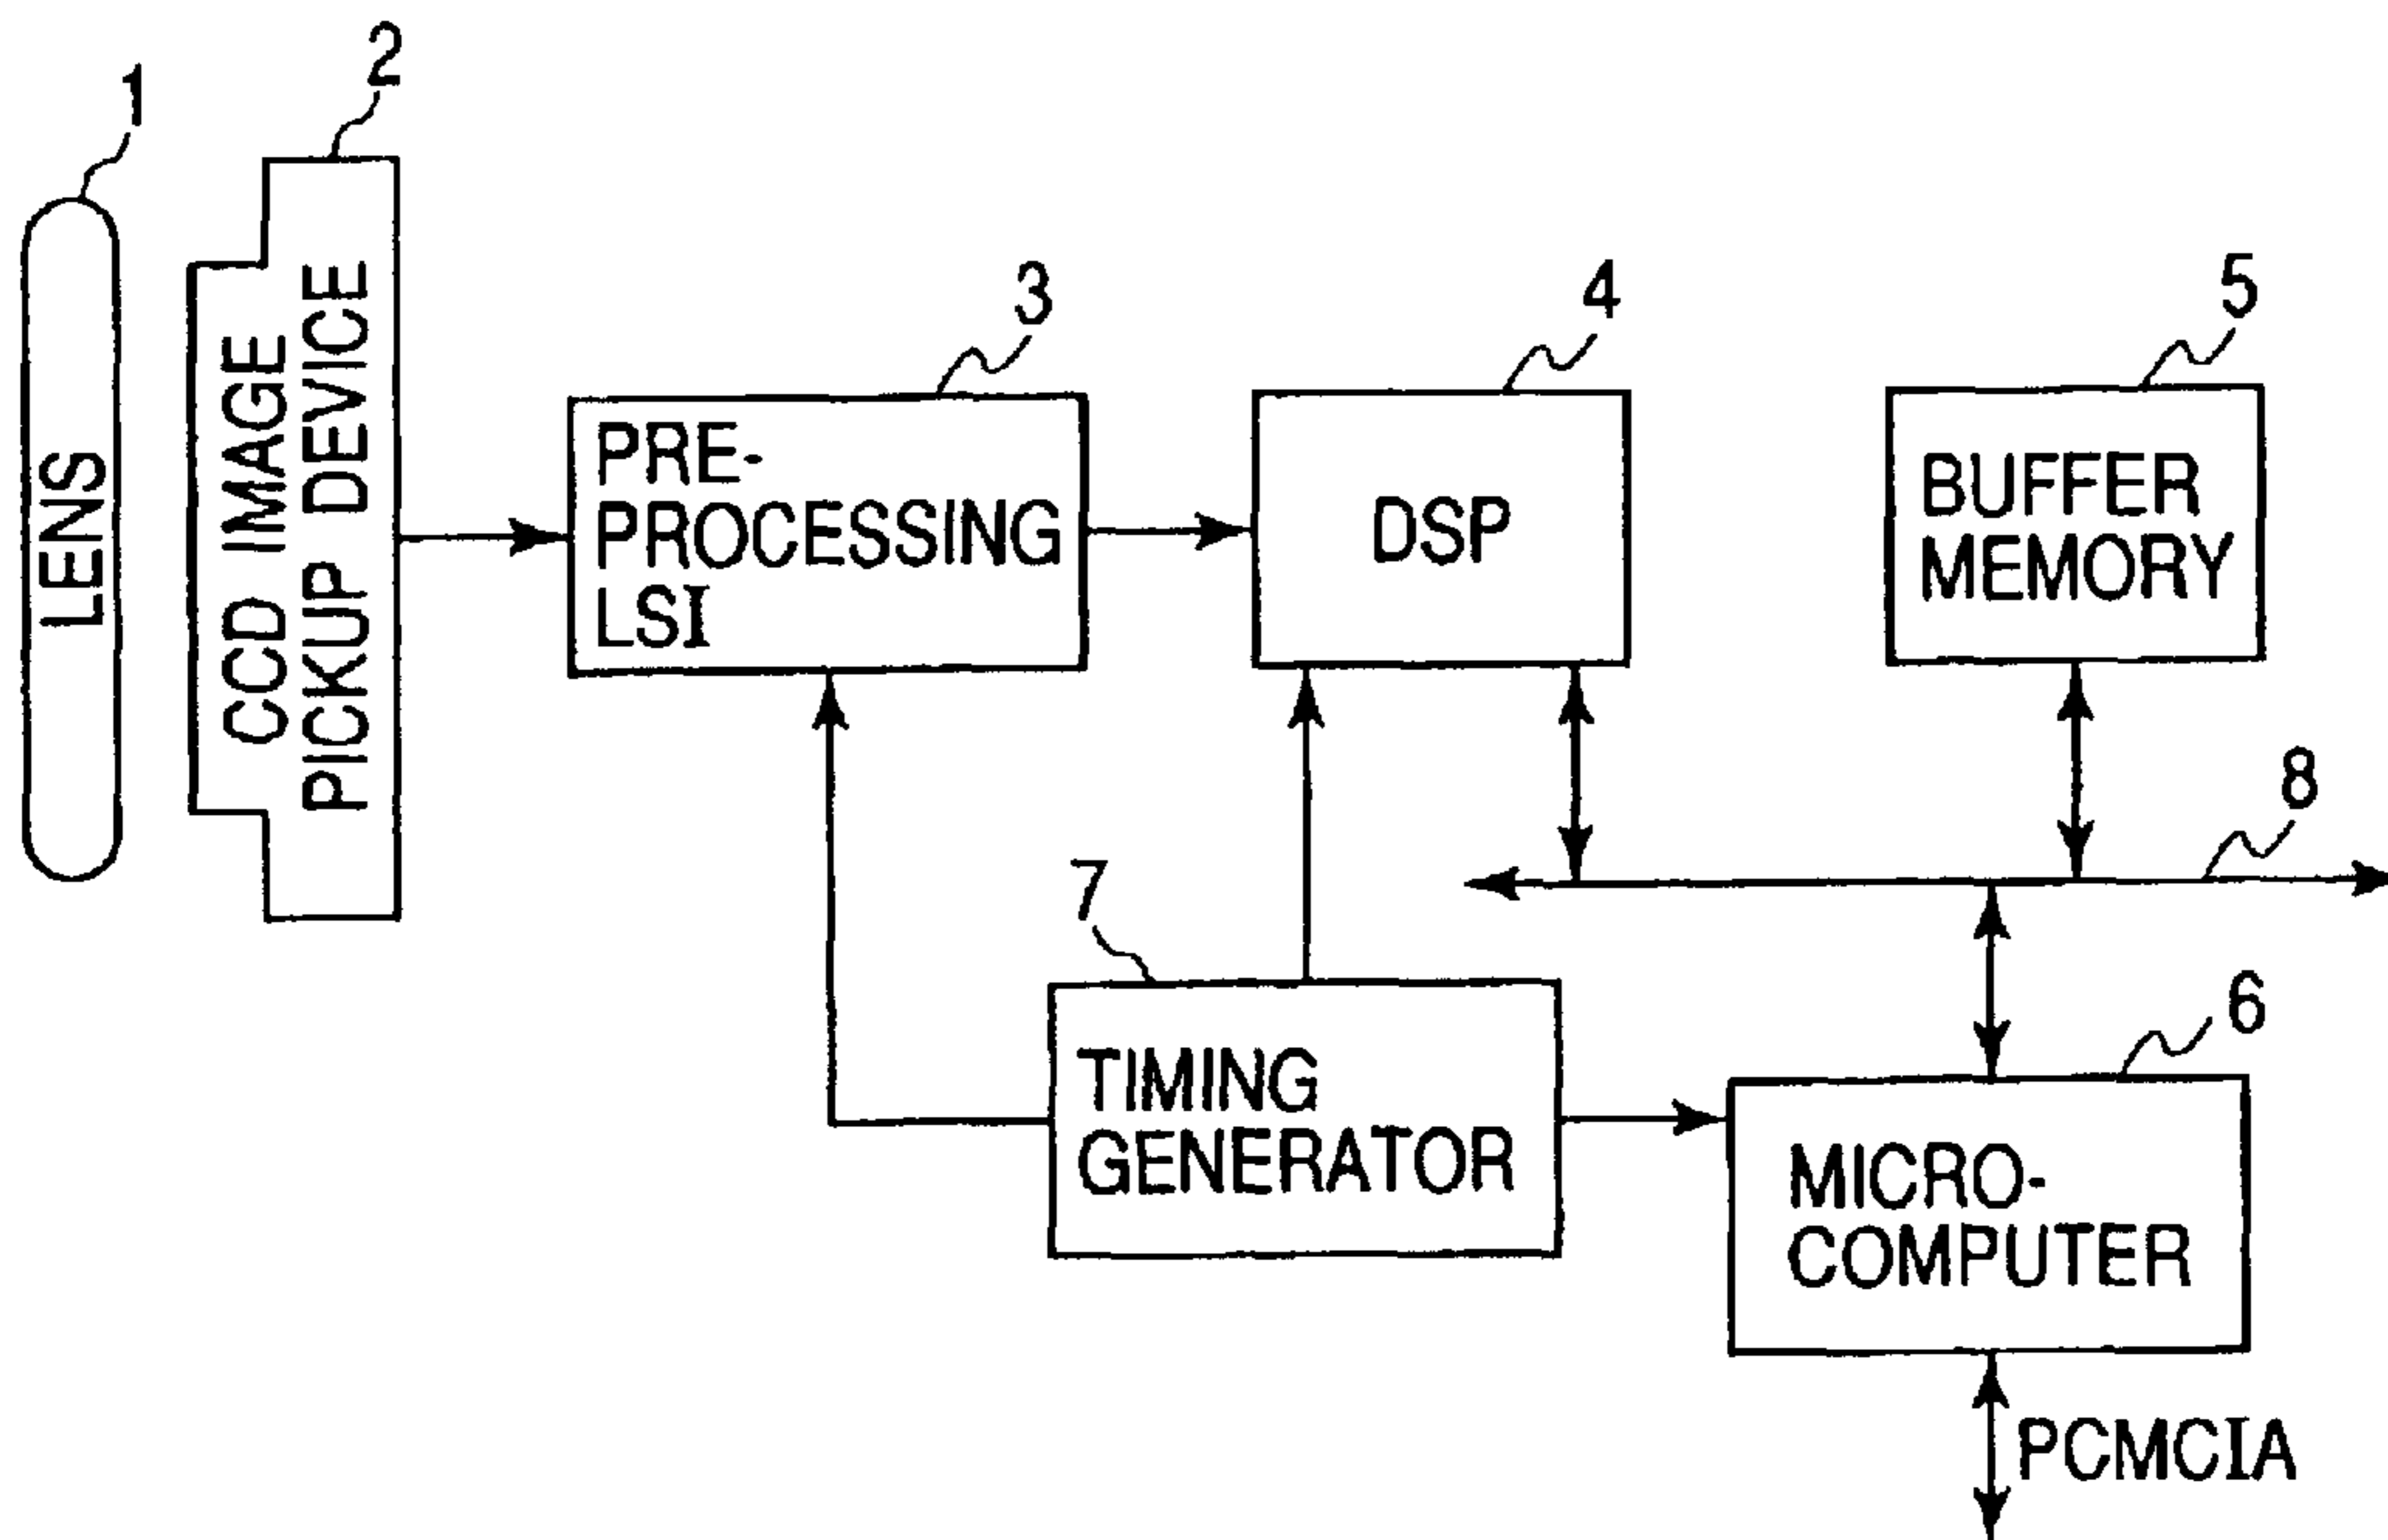 1
2
LENS
CCD IMAGE
PICKUP DEVICE
3
PRE-
PROCESSING
LSI
4
DSP
5
BUFFER
MEMORY
8
7
TIMING
GENERATOR
6
MICRO-
COMPUTER
PCMCIA